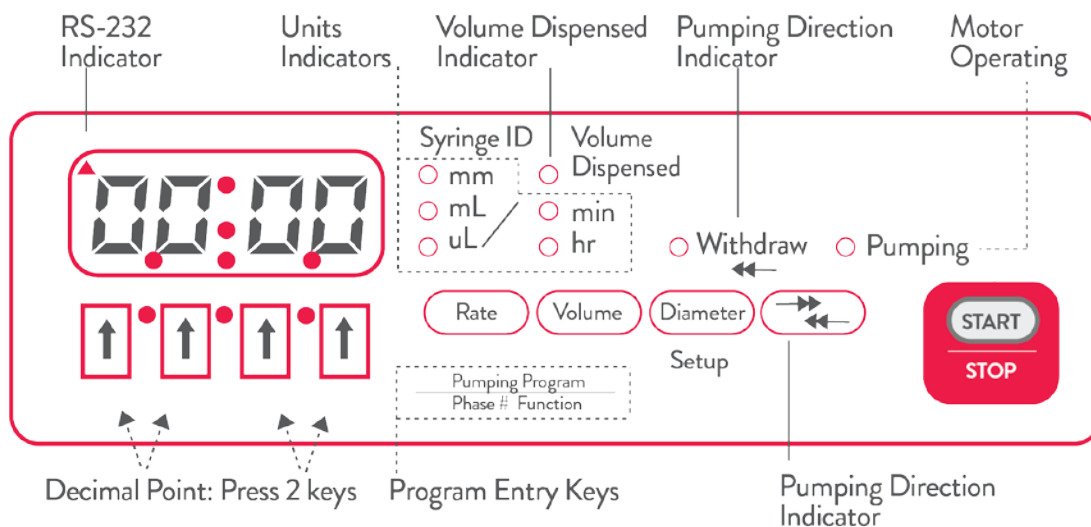 RS-232
Indicator
Units
Indicators
Volume Dispensed
Indicator
Pumping Direction
Indicator
Motor
Operating
00:00
Syringe ID
mm
mL
uL
Volume
Dispensed
min
hr
Withdraw
Pumping
Rate
Volume
Diameter
Setup
START
STOP
Pumping Program
Phase # Function
Decimal Point: Press 2 keys
Program Entry Keys
Pumping Direction
Indicator